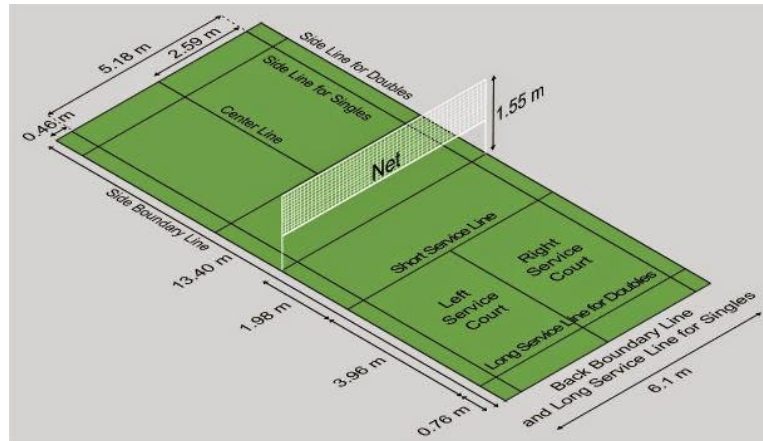 5.18 m
2.59 m
0.46 m
Side Line for Doubles
Side Line for Singles
Center Line
1.55 m
Net
Side Boundary Line
13.40 m
1.98 m
3.96 m
0.76 m
Short Service Line
Right
Service
Court
Left
Service
Court
Long Service Line for Doubles
Back Boundary Line
and Long Service Line for Singles
6.1 m